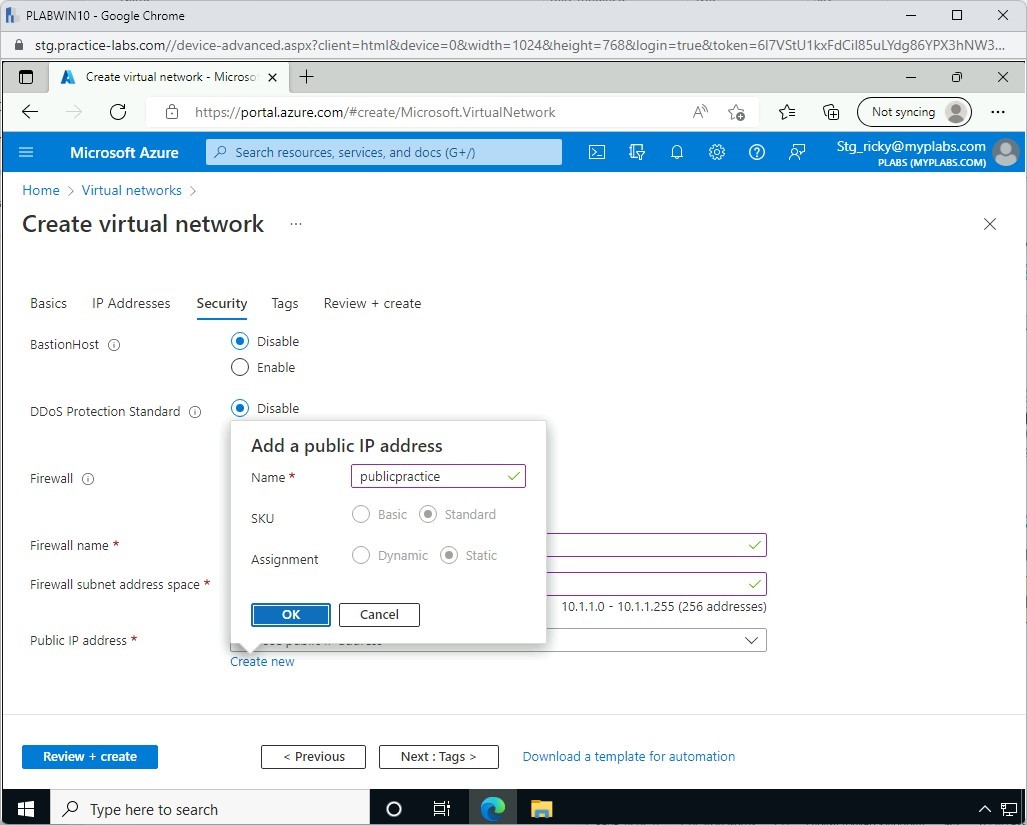 PLABWIN10 - Google Chrome
stg.practice-labs.com//device-advanced.aspx?client=html&device=0&width=1024&height=768&login=true&token=6I7VStU1kxFdCiI85uLYdg86YPX3hNW3...
Create virtual network - Microso
https://portal.azure.com/#create/Microsoft.VirtualNetwork
Not syncing
Microsoft Azure
Search resources, services, and docs (G+/)
Stg_ricky@myplabs.com
PLABS (MYPLABS.COM)
Home > Virtual networks >
Create virtual network ...
Basics IP Addresses Security Tags Review + create
BastionHost Disable
Enable
DDoS Protection Standard Disable
Add a public IP address
Name * publicpractice
Firewall
SKU Basic Standard
Firewall name *
Assignment Dynamic Static
Firewall subnet address space *
10.1.1.0 - 10.1.1.255 (256 addresses)
OK Cancel
Public IP address *
Create new
Review + create < Previous Next : Tags > Download a template for automation
Type here to search